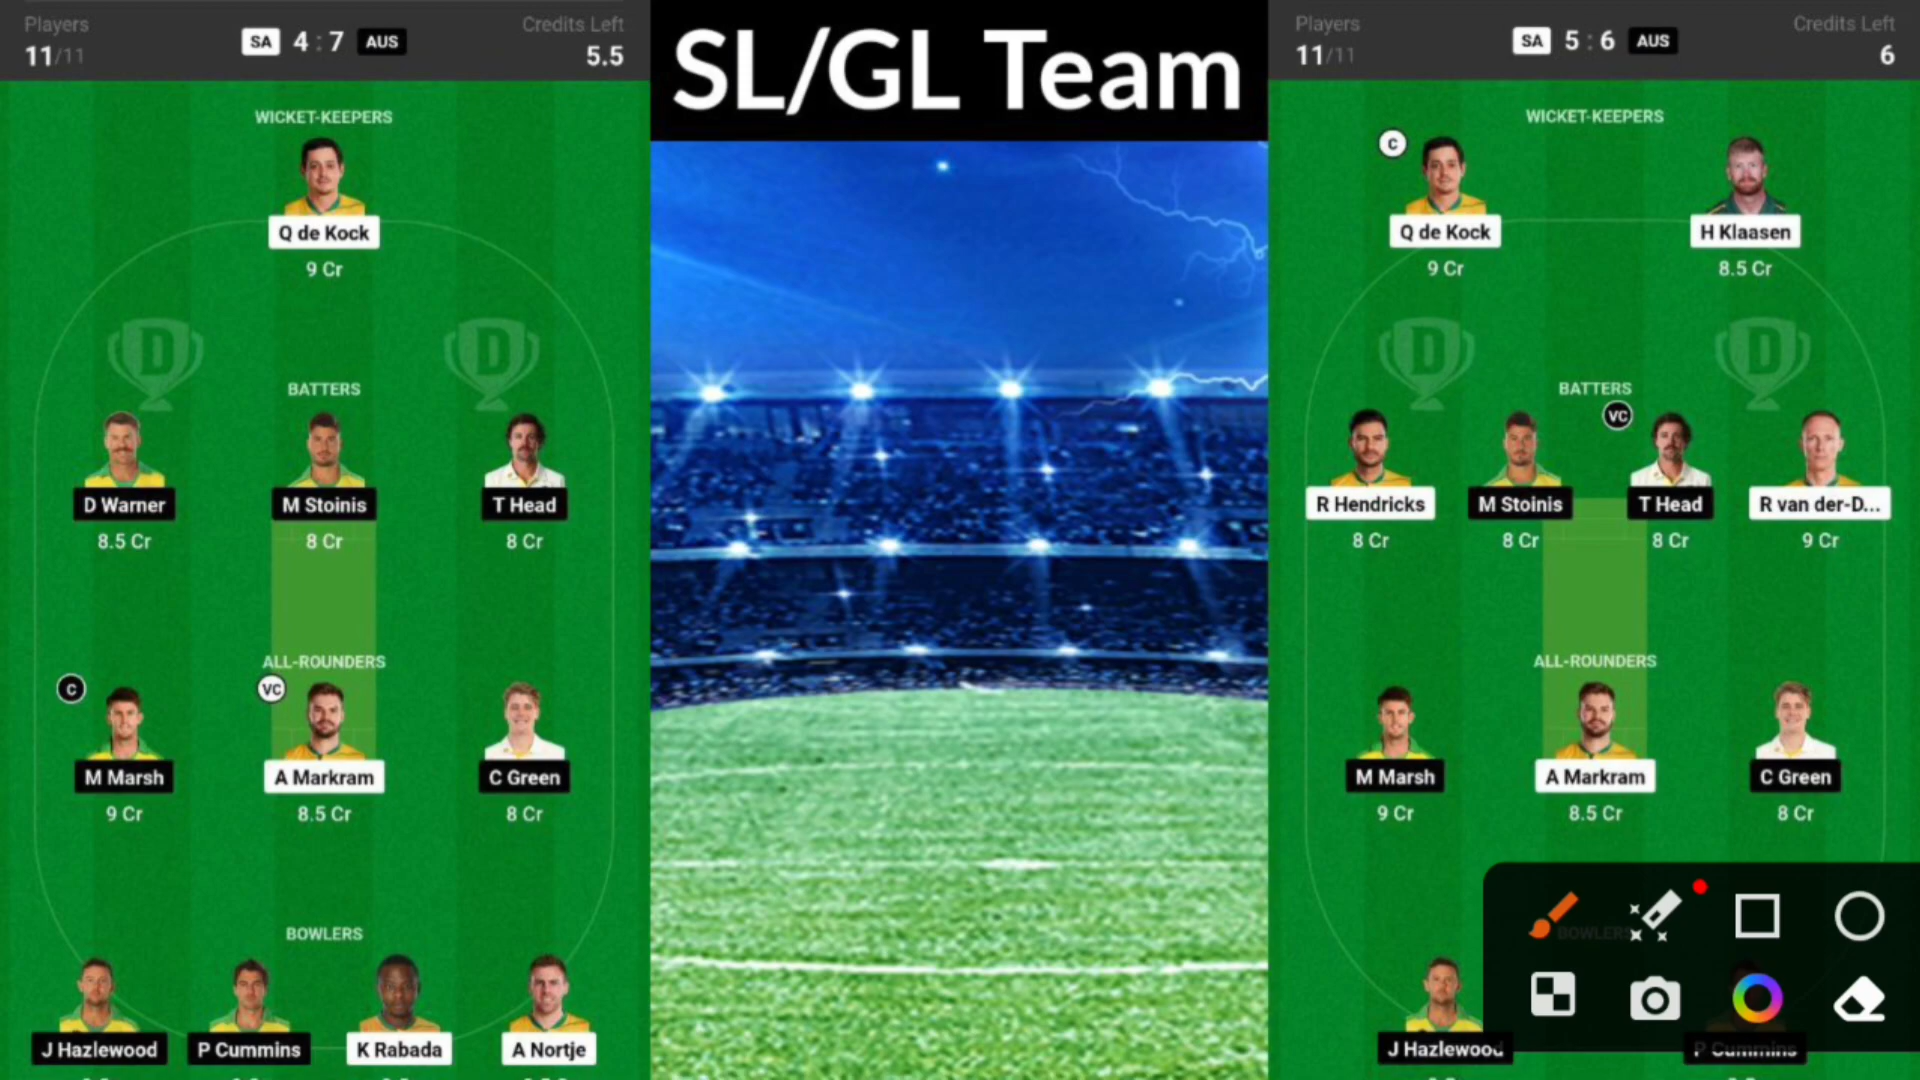 Players
11/11
SA 4 : 7 AUS
Credits Left
5.5
WICKET-KEEPERS
Q de Kock
9 Cr
D D
BATTERS
D Warner M Stoinis T Head
8.5 Cr 8 Cr 8 Cr
ALL-ROUNDERS
C VC
M Marsh A Markram C Green
9 Cr 8.5 Cr 8 Cr
BOWLERS
J Hazlewood P Cummins K Rabada A Nortje
SL/GL Team
Players
11/11
SA 5 : 6 AUS
Credits Left
6
WICKET-KEEPERS
C
Q de Kock H Klaasen
9 Cr 8.5 Cr
D D
BATTERS
VC
R Hendricks M Stoinis T Head R van der-D...
8 Cr 8 Cr 8 Cr 9 Cr
ALL-ROUNDERS
M Marsh A Markram C Green
9 Cr 8.5 Cr 8 Cr
BOWLERS
J Hazlewood P Cummins